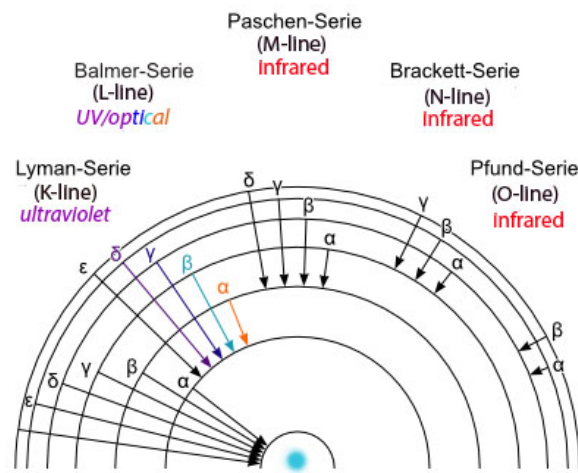 Paschen-Serie
(M-line)
infrared
Balmer-Serie
(L-line)
UV/optical
Brackett-Serie
(N-line)
infrared
Lyman-Serie
(K-line)
ultraviolet
Pfund-Serie
(O-line)
infrared
δ
γ
β
α
γ
β
α
ε
δ
γ
β
α
β
α
ε
δ
γ
β
α